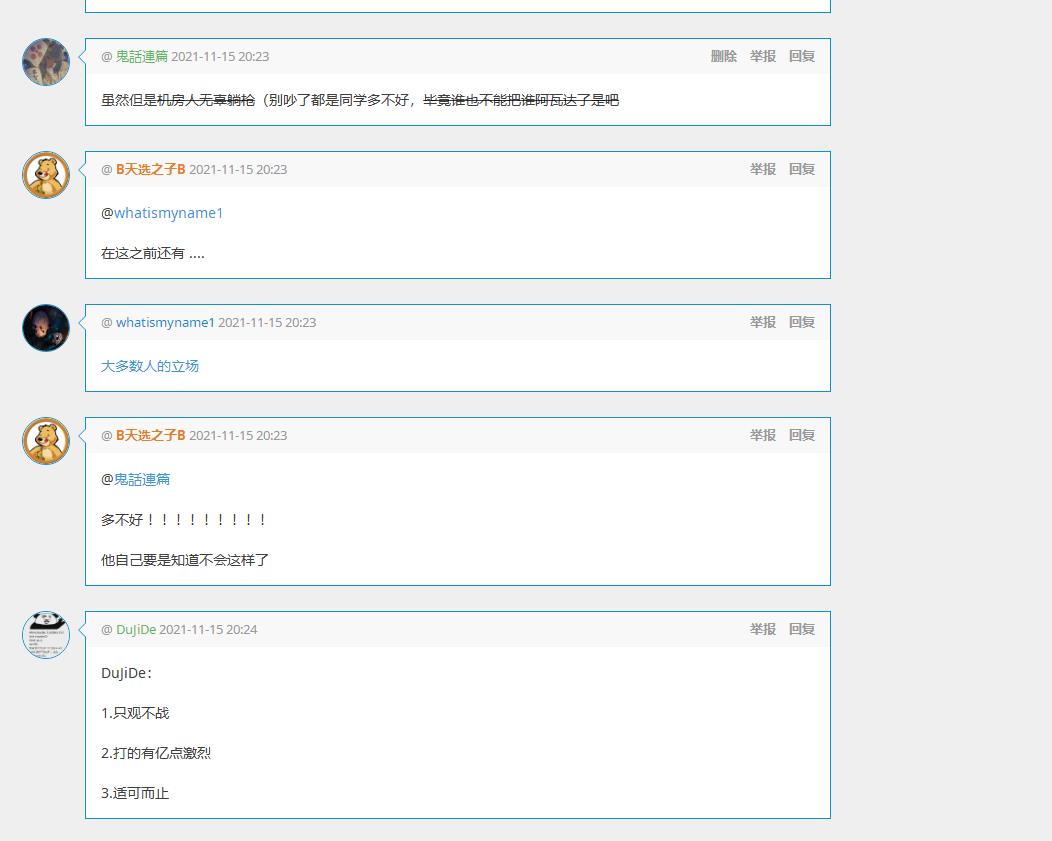 @ 鬼話連篇 2021-11-15 20:23 删除 举报 回复
虽然但是机房人无辜躺枪（别吵了都是同学多不好，毕竟谁也不能把谁阿瓦达了是吧
@ B天选之子B 2021-11-15 20:23 举报 回复
@whatismyname1
在这之前还有 ....
@ whatismyname1 2021-11-15 20:23 举报 回复
大多数人的立场
@ B天选之子B 2021-11-15 20:23 举报 回复
@鬼話連篇
多不好！！！！！！！！！
他自己要是知道不会这样了
@ DuJiDe 2021-11-15 20:24 举报 回复
DuJiDe：
1.只观不战
2.打的有亿点激烈
3.适可而止